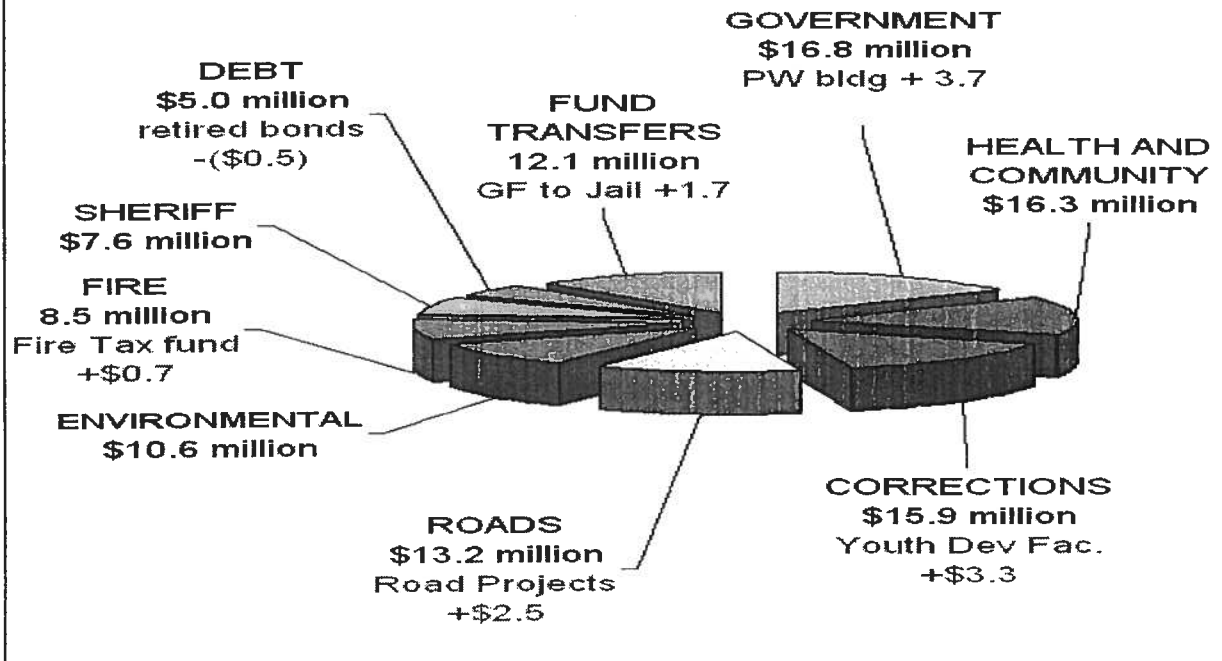 GOVERNMENT
$16.8 million
PW bldg + 3.7
DEBT
$5.0 million
retired bonds
-($0.5)
FUND
TRANSFERS
12.1 million
GF to Jail +1.7
HEALTH AND
COMMUNITY
$16.3 million
SHERIFF
$7.6 million
FIRE
8.5 million
Fire Tax fund
+$0.7
ENVIRONMENTAL
$10.6 million
ROADS
$13.2 million
Road Projects
+$2.5
CORRECTIONS
$15.9 million
Youth Dev Fac.
+$3.3